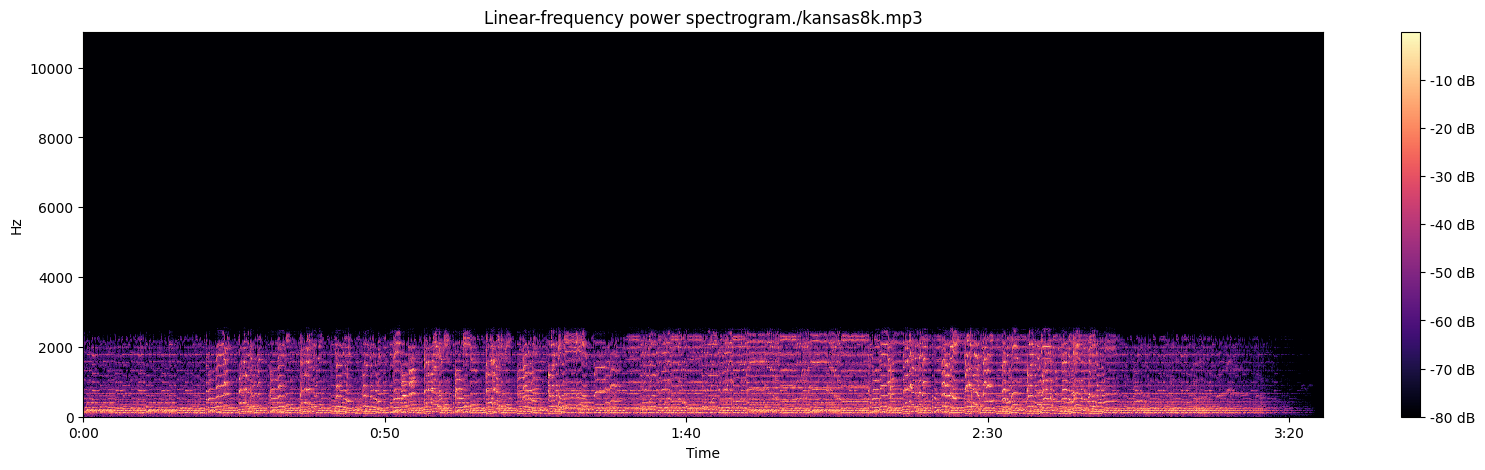 Linear-frequency power spectrogram./kansas8k.mp3
10000
8000
6000
4000
2000
0
Hz
0:00
0:50
1:40
2:30
3:20
Time
-10 dB
-20 dB
-30 dB
-40 dB
-50 dB
-60 dB
-70 dB
-80 dB